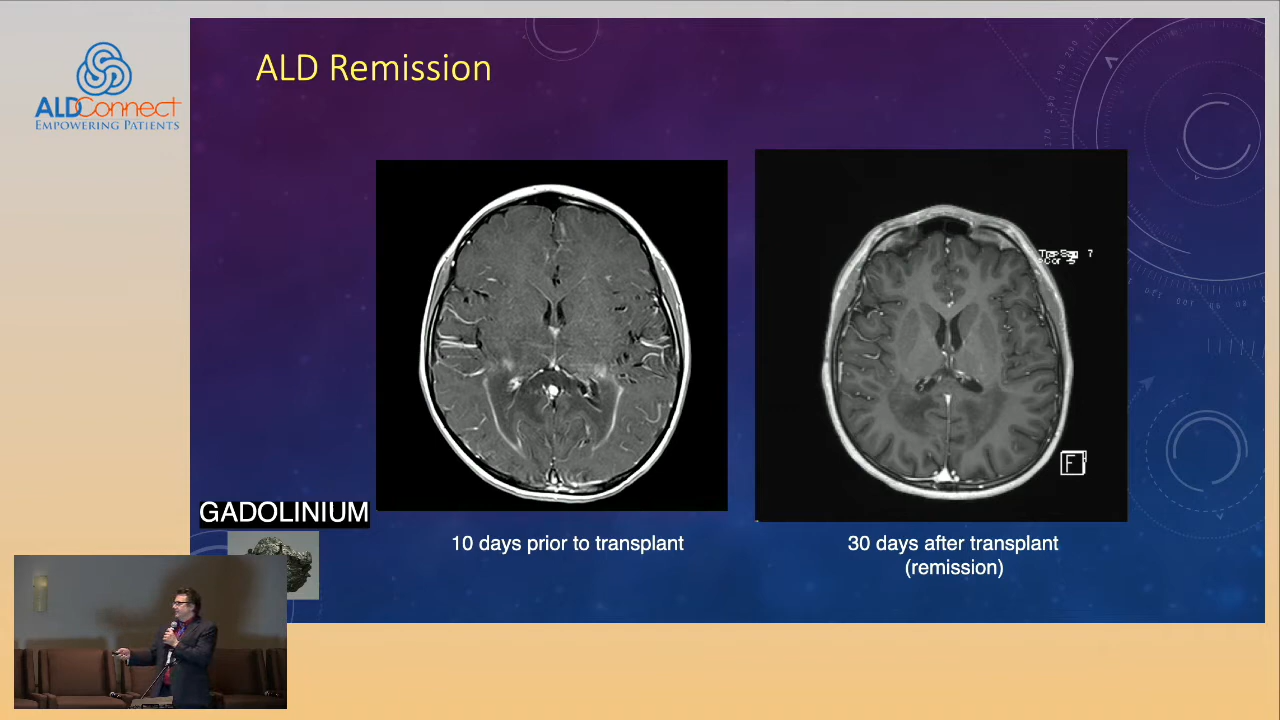 ALD Remission
ALDConnect
EMPOWERING PATIENTS
F
GADOLINIUM
10 days prior to transplant
30 days after transplant
(remission)